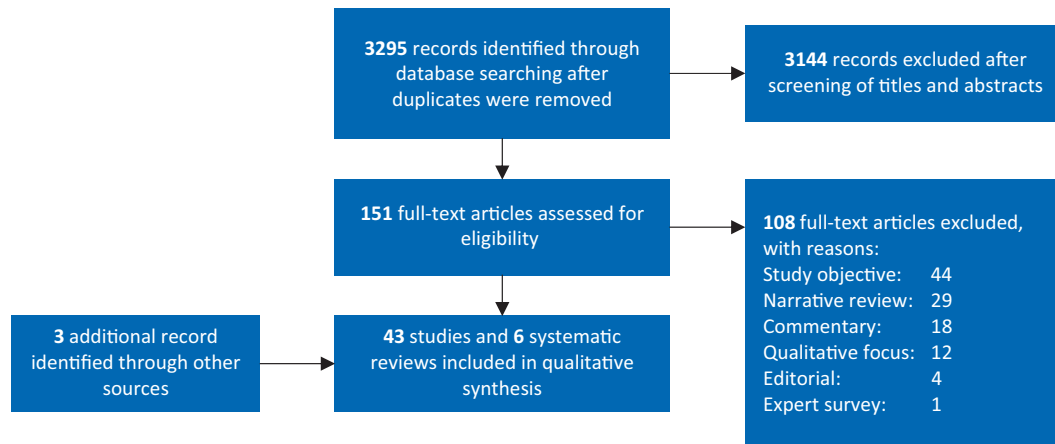 3295 records identified through
database searching after
duplicates were removed
3144 records excluded after
screening of titles and abstracts
151 full-text articles assessed for
eligibility
108 full-text articles excluded,
with reasons:
Study objective: 44
Narrative review: 29
Commentary: 18
Qualitative focus: 12
Editorial: 4
Expert survey: 1
3 additional record
identified through other
sources
43 studies and 6 systematic
reviews included in qualitative
synthesis